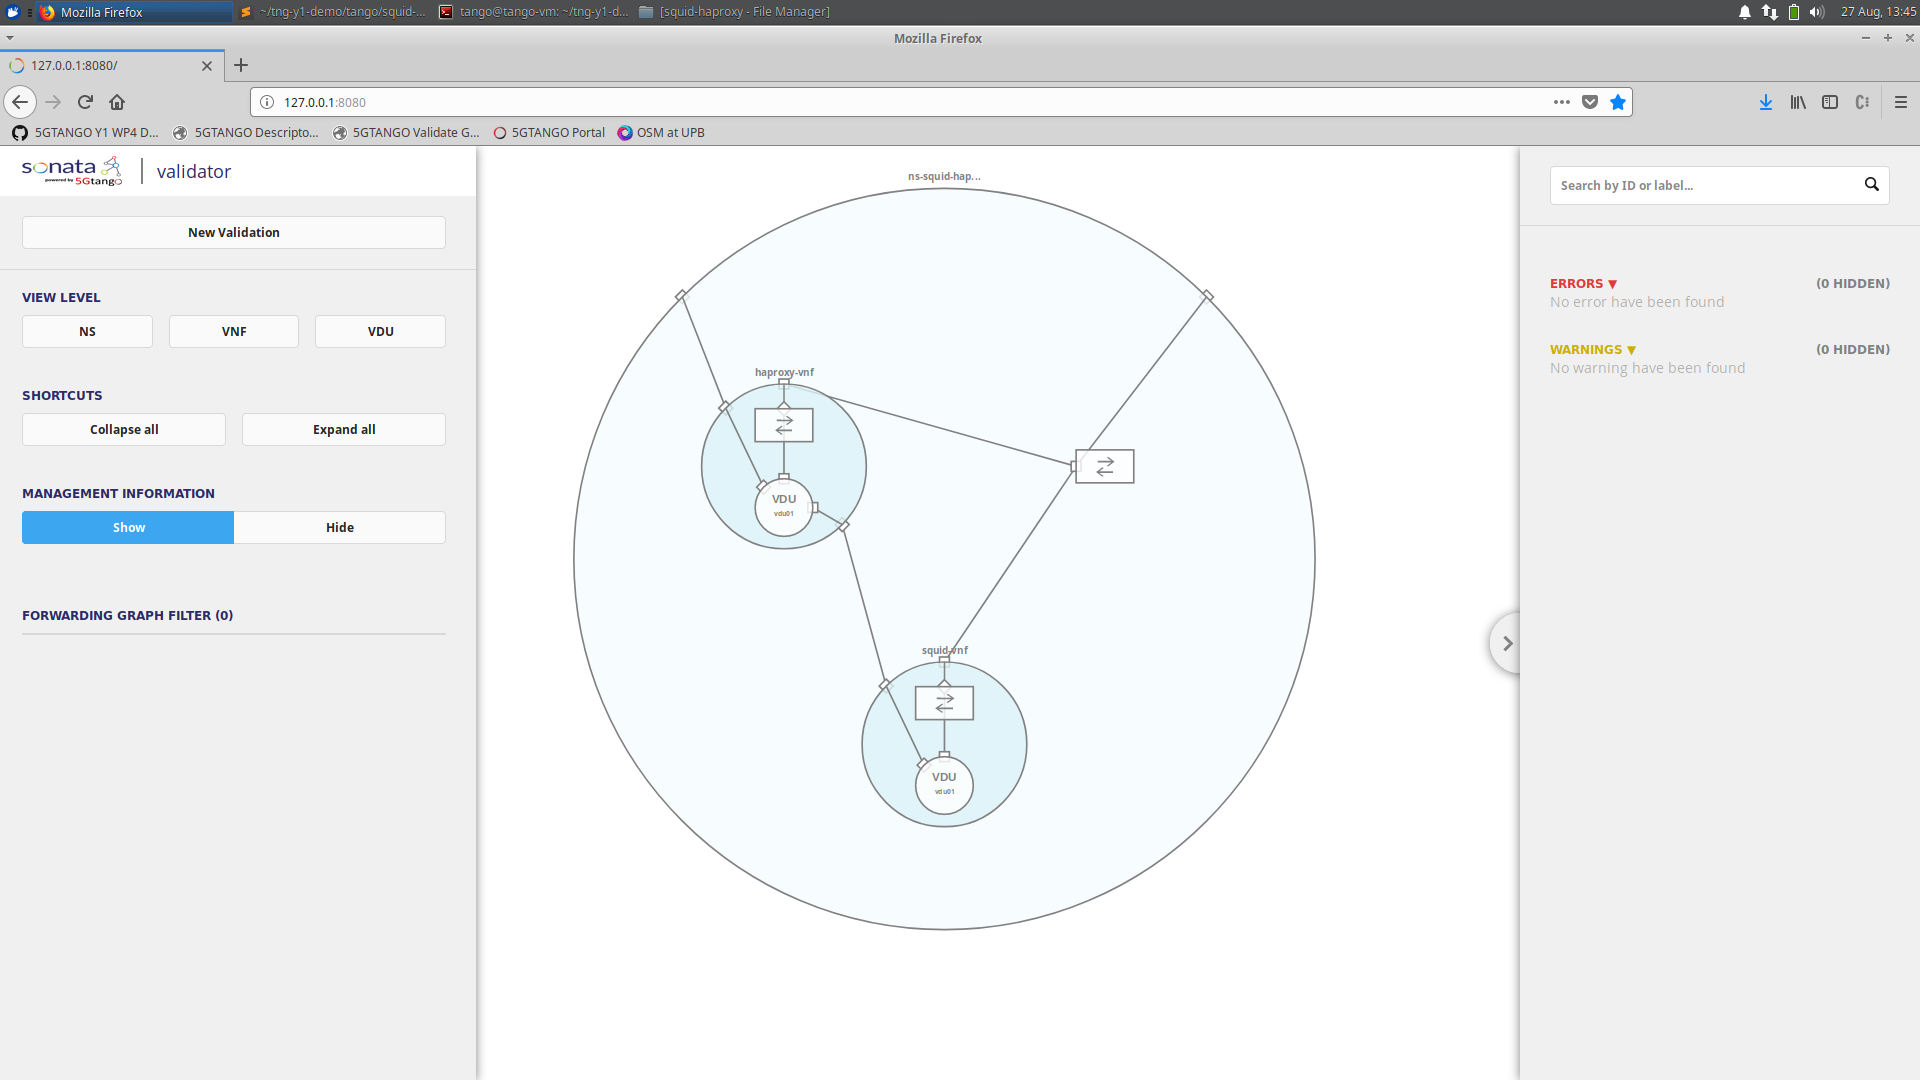 Mozilla Firefox
~/tng-y1-demo/tango/squid-...
tango@tango-vm: ~/tng-y1-d...
[squid-haproxy - File Manager]
27 Aug, 13:45
Mozilla Firefox
127.0.0.1:8080/
127.0.0.1:8080
5GTANGO Y1 WP4 D...
5GTANGO Descripto...
5GTANGO Validate G...
5GTANGO Portal
OSM at UPB
sonata
powered by 5Gtango
validator
New Validation
VIEW LEVEL
NS
VNF
VDU
SHORTCUTS
Collapse all
Expand all
MANAGEMENT INFORMATION
Show
Hide
FORWARDING GRAPH FILTER (0)
ns-squid-hap...
haproxy-vnf
VDU
vdu01
squid-vnf
VDU
vdu01
Search by ID or label...
ERRORS ▼ (0 HIDDEN)
No error have been found
WARNINGS ▼ (0 HIDDEN)
No warning have been found